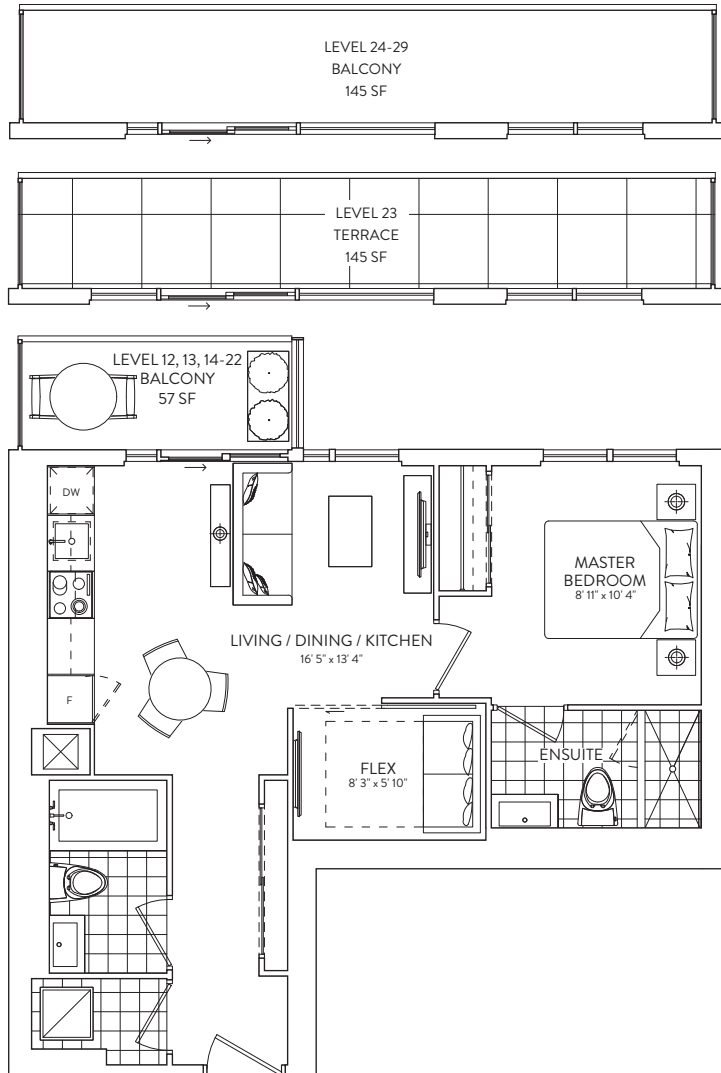 LEVEL 24-29
BALCONY
145 SF
LEVEL 23
TERRACE
145 SF
LEVEL 12, 13, 14-22
BALCONY
57 SF
DW
MASTER
BEDROOM
8' 11" x 10' 4"
LIVING / DINING / KITCHEN
16' 5" x 13' 4"
F
ENSUITE
FLEX
8' 3" x 5' 10"